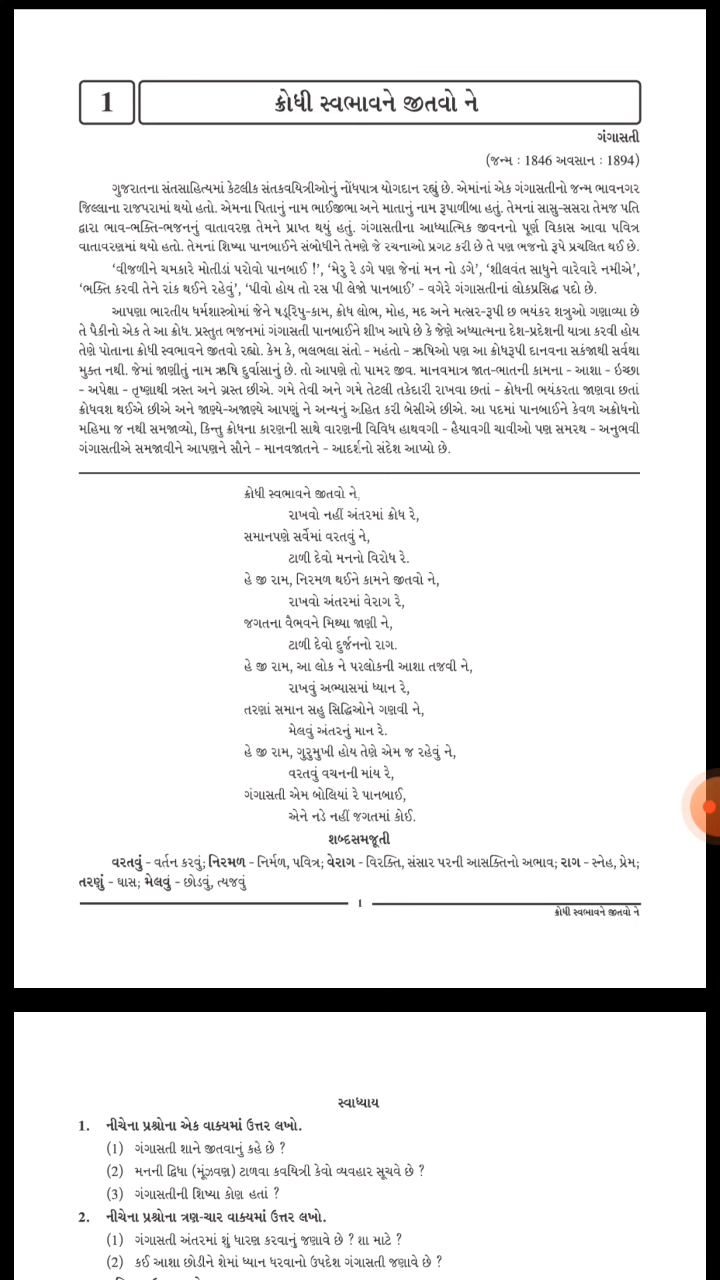 1
ક્રોધી સ્વભાવને જીતવો ને
ગંગાસતી
(જન્મ : 1846 અવસાન : 1894)
ગુજરાતના સંતસાહિત્યમાં કેટલીક સંતકવયિત્રીઓનું નોંધપાત્ર યોગદાન રહ્યું છે. એમાંનાં એક ગંગાસતીનો જન્મ ભાવનગર
જિલ્લાના રાજપરામાં થયો હતો. એમના પિતાનું નામ ભાઈજીભા અને માતાનું નામ રૂપાળીબા હતું. તેમનાં સાસુ-સસરા તેમજ પતિ
દ્વારા ભાવ-ભક્તિ-ભજનનું વાતાવરણ તેમને પ્રાપ્ત થયું હતું. ગંગાસતીના આધ્યાત્મિક જીવનનો પૂર્ણ વિકાસ આવા પવિત્ર
વાતાવરણમાં થયો હતો. તેમનાં શિષ્યા પાનબાઈને સંબોધીને તેમણે જે રચનાઓ પ્રગટ કરી છે તે પણ ભજનો રૂપે પ્રચલિત થઈ છે.
‘વીજળીને ચમકારે મોતીડાં પરોવો પાનબાઈ !’, ‘મેરુ રે ડગે પણ જેનાં મન નો ડગે’, ‘શીલવંત સાધુને વારેવારે નમીએ’,
‘ભક્તિ કરવી તેને રાંક થઈને રહેવું’, ‘પીવો હોય તો રસ પી લેજો પાનબાઈ’ - વગેરે ગંગાસતીનાં લોકપ્રસિદ્ધ પદો છે.
આપણા ભારતીય ધર્મશાસ્ત્રોમાં જેને ષડ્‌રિપુ-કામ, ક્રોધ લોભ, મોહ, મદ અને મત્સર-રૂપી છ ભયંકર શત્રુઓ ગણાવ્યા છે
તે પૈકીનો એક તે આ ક્રોધ. પ્રસ્તુત ભજનમાં ગંગાસતી પાનબાઈને શીખ આપે છે કે જેણે અધ્યાત્મના દેશ-પ્રદેશની યાત્રા કરવી હોય
તેણે પોતાના ક્રોધી સ્વભાવને જીતવો રહ્યો. કેમ કે, ભલભલા સંતો - મહંતો - ઋષિઓ પણ આ ક્રોધરૂપી દાનવના સકંજાથી સર્વથા
મુક્ત નથી. જેમાં જાણીતું નામ ઋષિ દુર્વાસાનું છે. તો આપણે તો પામર જીવ. માનવમાત્ર જાત-ભાતની કામના - આશા - ઇચ્છા
- અપેક્ષા - તૃષ્ણાથી ત્રસ્ત અને ગ્રસ્ત છીએ. ગમે તેવી અને ગમે તેટલી તકેદારી રાખવા છતાં - ક્રોધની ભયંકરતા જાણવા છતાં
ક્રોધવશ થઈએ છીએ અને જાણ્યે-અજાણ્યે આપણું ને અન્યનું અહિત કરી બેસીએ છીએ. આ પદમાં પાનબાઈને કેવળ અક્રોધનો
મહિમા જ નથી સમજાવ્યો, કિન્તુ ક્રોધના કારણની સાથે વારણની વિવિધ હાથવગી - હૈયાવગી ચાવીઓ પણ સમરથ - અનુભવી
ગંગાસતીએ સમજાવીને આપણને સૌને - માનવજાતને - આદર્શનો સંદેશ આપ્યો છે.
ક્રોધી સ્વભાવને જીતવો ને,
રાખવો નહીં અંતરમાં ક્રોધ રે,
સમાનપણે સર્વેમાં વરતવું ને,
ટાળી દેવો મનનો વિરોધ રે.
હે જી રામ, નિરમળ થઈને કામને જીતવો ને,
રાખવો અંતરમાં વેરાગ રે,
જગતના વૈભવને મિથ્યા જાણી ને,
ટાળી દેવો દુર્જનનો રાગ.
હે જી રામ, આ લોક ને પરલોકની આશા તજવી ને,
રાખવું અભ્યાસમાં ધ્યાન રે,
તરણાં સમાન સહુ સિદ્ધિઓને ગણવી ને,
મેલવું અંતરનું માન રે.
હે જી રામ, ગુરુમુખી હોય તેણે એમ જ રહેવું ને,
વરતવું વચનની માંય રે,
ગંગાસતી એમ બોલિયાં રે પાનબાઈ,
એને નડે નહીં જગતમાં કોઈ.
શબ્દસમજૂતી
વરતવું - વર્તન કરવું; નિરમળ - નિર્મળ, પવિત્ર; વેરાગ - વિરક્તિ, સંસાર પરની આસક્તિનો અભાવ; રાગ - સ્નેહ, પ્રેમ;
તરણું - ઘાસ; મેલવું - છોડવું, ત્યજવું
1
ક્રોધી સ્વભાવને જીતવો ને
સ્વાધ્યાય
1. નીચેના પ્રશ્નોના એક વાક્યમાં ઉત્તર લખો.
(1) ગંગાસતી શાને જીતવાનું કહે છે ?
(2) મનની દ્વિધા (મૂંઝવણ) ટાળવા કવયિત્રી કેવો વ્યવહાર સૂચવે છે ?
(3) ગંગાસતીની શિષ્યા કોણ હતાં ?
2. નીચેના પ્રશ્નોના ત્રણ-ચાર વાક્યમાં ઉત્તર લખો.
(1) ગંગાસતી અંતરમાં શું ધારણ કરવાનું જણાવે છે ? શા માટે ?
(2) કઈ આશા છોડીને શેમાં ધ્યાન ધરવાનો ઉપદેશ ગંગાસતી જણાવે છે ?